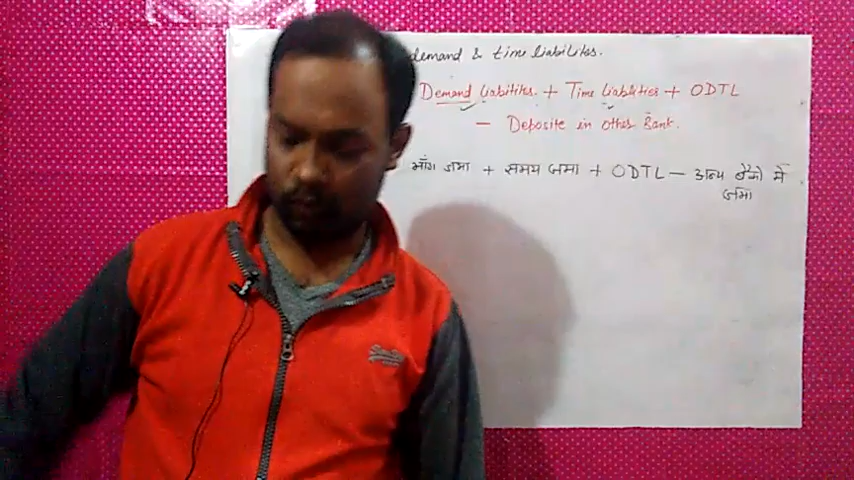 demand & time liabilities.
Demand Liabilities + Time Liabilities + ODTL
- Deposite in other Bank.
माँग जमा + समय जमा + ODTL - अन्य बैंको में
जमा